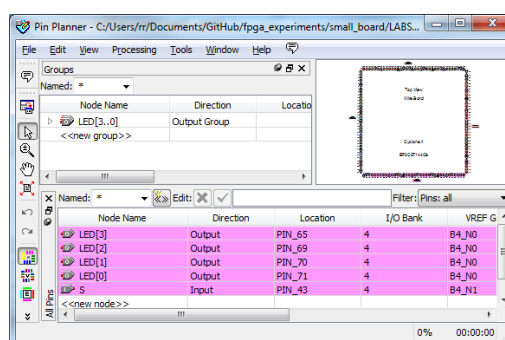 Pin Planner - C:/Users/rr/Documents/GitHub/fpga_experiments/small_board/LABS...
File Edit View Processing Tools Window Help
Groups
Named: *
Node Name Direction Locatio
LED[3..0] Output Group
<<new group>>
Top View
Wire Bond
Named: * Edit: Filter: Pins: all
Node Name Direction Location I/O Bank VREF G
LED[3] Output PIN_65 4 B4_N0
LED[2] Output PIN_69 4 B4_N0
LED[1] Output PIN_70 4 B4_N0
LED[0] Output PIN_71 4 B4_N0
S Input PIN_43 4 B4_N1
<<new node>>
All Pins
0% 00:00:00